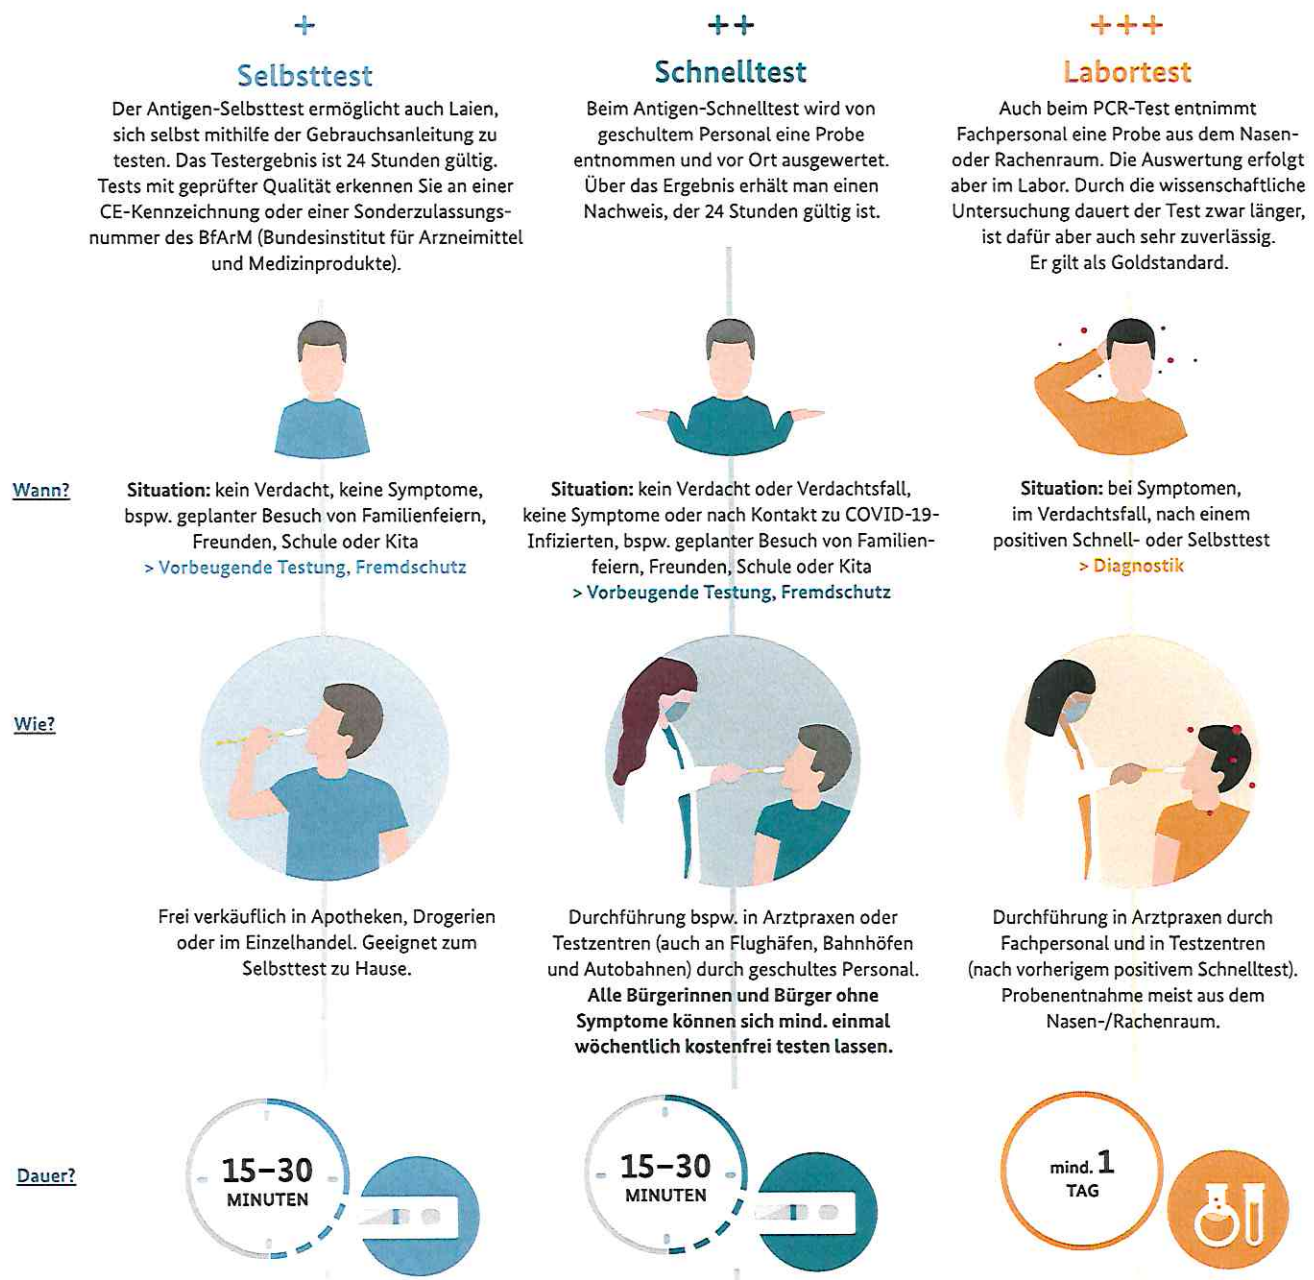 +
Selbsttest
Der Antigen-Selbsttest ermöglicht auch Laien,
sich selbst mithilfe der Gebrauchsanleitung zu
testen. Das Testergebnis ist 24 Stunden gültig.
Tests mit geprüfter Qualität erkennen Sie an einer
CE-Kennzeichnung oder einer Sonderzulassungs-
nummer des BfArM (Bundesinstitut für Arzneimittel
und Medizinprodukte).
++
Schnelltest
Beim Antigen-Schnelltest wird von
geschultem Personal eine Probe
entnommen und vor Ort ausgewertet.
Über das Ergebnis erhält man einen
Nachweis, der 24 Stunden gültig ist.
+++
Labortest
Auch beim PCR-Test entnimmt
Fachpersonal eine Probe aus dem Nasen-
oder Rachenraum. Die Auswertung erfolgt
aber im Labor. Durch die wissenschaftliche
Untersuchung dauert der Test zwar länger,
ist dafür aber auch sehr zuverlässig.
Er gilt als Goldstandard.
Wann?
Situation: kein Verdacht, keine Symptome,
bspw. geplanter Besuch von Familienfeiern,
Freunden, Schule oder Kita
> Vorbeugende Testung, Fremdschutz
Situation: kein Verdacht oder Verdachtsfall,
keine Symptome oder nach Kontakt zu COVID-19-
Infizierten, bspw. geplanter Besuch von Familien-
feiern, Freunden, Schule oder Kita
> Vorbeugende Testung, Fremdschutz
Situation: bei Symptomen,
im Verdachtsfall, nach einem
positiven Schnell- oder Selbsttest
> Diagnostik
Wie?
Frei verkäuflich in Apotheken, Drogerien
oder im Einzelhandel. Geeignet zum
Selbsttest zu Hause.
Durchführung bspw. in Arztpraxen oder
Testzentren (auch an Flughäfen, Bahnhöfen
und Autobahnen) durch geschultes Personal.
Alle Bürgerinnen und Bürger ohne
Symptome können sich mind. einmal
wöchentlich kostenfrei testen lassen.
Durchführung in Arztpraxen durch
Fachpersonal und in Testzentren
(nach vorherigem positivem Schnelltest).
Probenentnahme meist aus dem
Nasen-/Rachenraum.
Dauer?
15–30
MINUTEN
15–30
MINUTEN
mind. 1
TAG